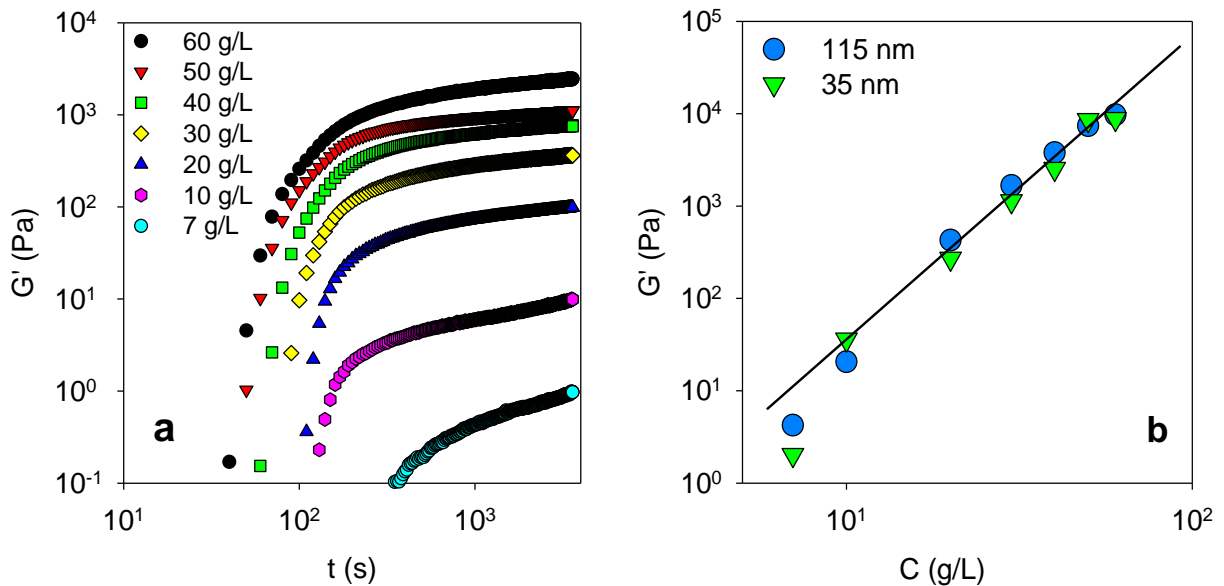 10⁴
10³
10²
10¹
10⁰
10⁻¹
G' (Pa)
60 g/L
50 g/L
40 g/L
30 g/L
20 g/L
10 g/L
7 g/L
a
10¹
10²
10³
t (s)
10⁵
10⁴
10³
10²
10¹
10⁰
G' (Pa)
115 nm
35 nm
b
10¹
10²
C (g/L)